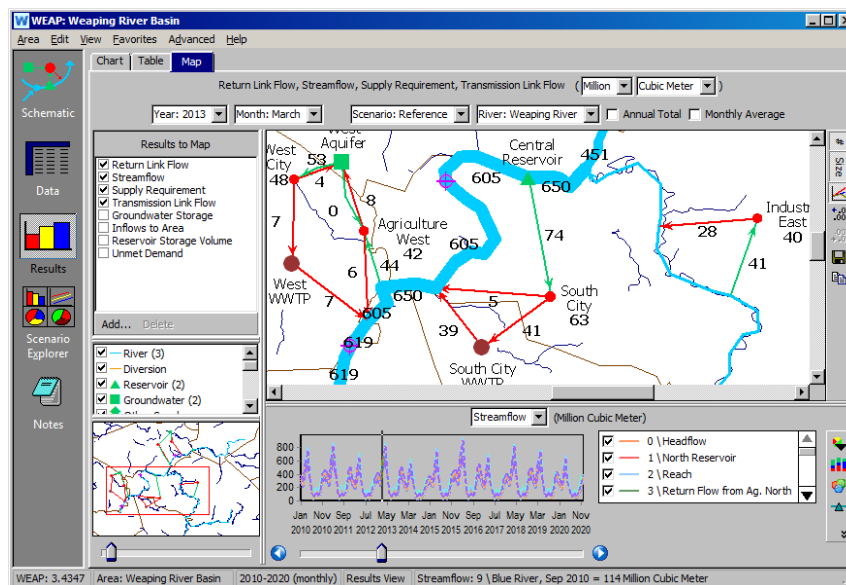 WEAP: Weaping River Basin
Area Edit View Favorites Advanced Help
Chart Table Map
Return Link Flow, Streamflow, Supply Requirement, Transmission Link Flow ( Million Cubic Meter )
Year: 2013 Month: March Scenario: Reference River: Weaping River Annual Total Monthly Average
Schematic
Data
Results
Scenario
Explorer
Notes
Results to Map
Return Link Flow
Streamflow
Supply Requirement
Transmission Link Flow
Groundwater Storage
Inflows to Area
Reservoir Storage Volume
Unmet Demand
Add... Delete
River (3)
Diversion
Reservoir (2)
Groundwater (2)
West
Aquifer
West
City
48
53
4
0
8
7
Agriculture
West
42
West
WWTP
6
44
7
605
650
619
619
605
605
Central
Reservoir
650
451
74
28
Industry
East
40
41
5
South
City
63
39
41
South City
WWTP
Size
Streamflow (Million Cubic Meter)
800
600
400
200
0
Jan Nov Sep Jul May Mar Jan Nov Sep Jul May Mar Jan Nov
2010 2010 2011 2012 2013 2014 2015 2015 2016 2017 2018 2019 2020 2020
0 \ Headflow
1 \ North Reservoir
2 \ Reach
3 \ Return Flow from Ag. North
WEAP: 3.4347 Area: Weaping River Basin 2010-2020 (monthly) Results View Streamflow: 9 \ Blue River, Sep 2010 = 114 Million Cubic Meter